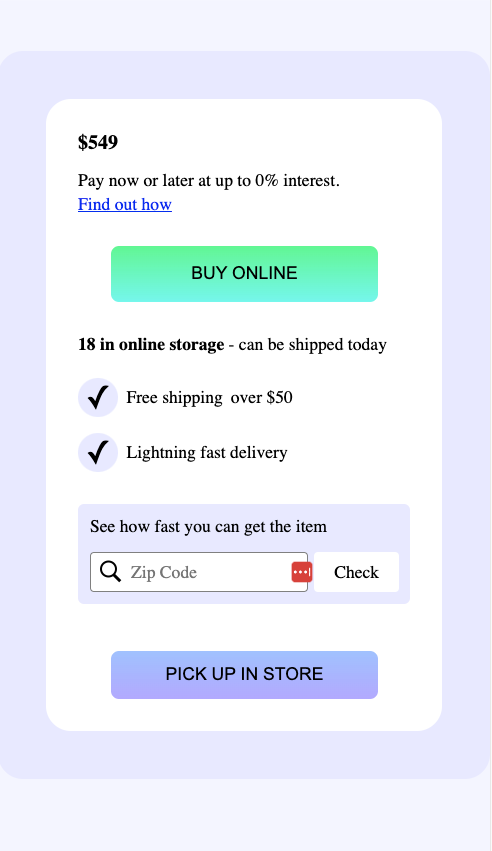 $549
Pay now or later at up to 0% interest.
Find out how
BUY ONLINE
18 in online storage - can be shipped today
Free shipping over $50
Lightning fast delivery
See how fast you can get the item
Zip Code
Check
PICK UP IN STORE